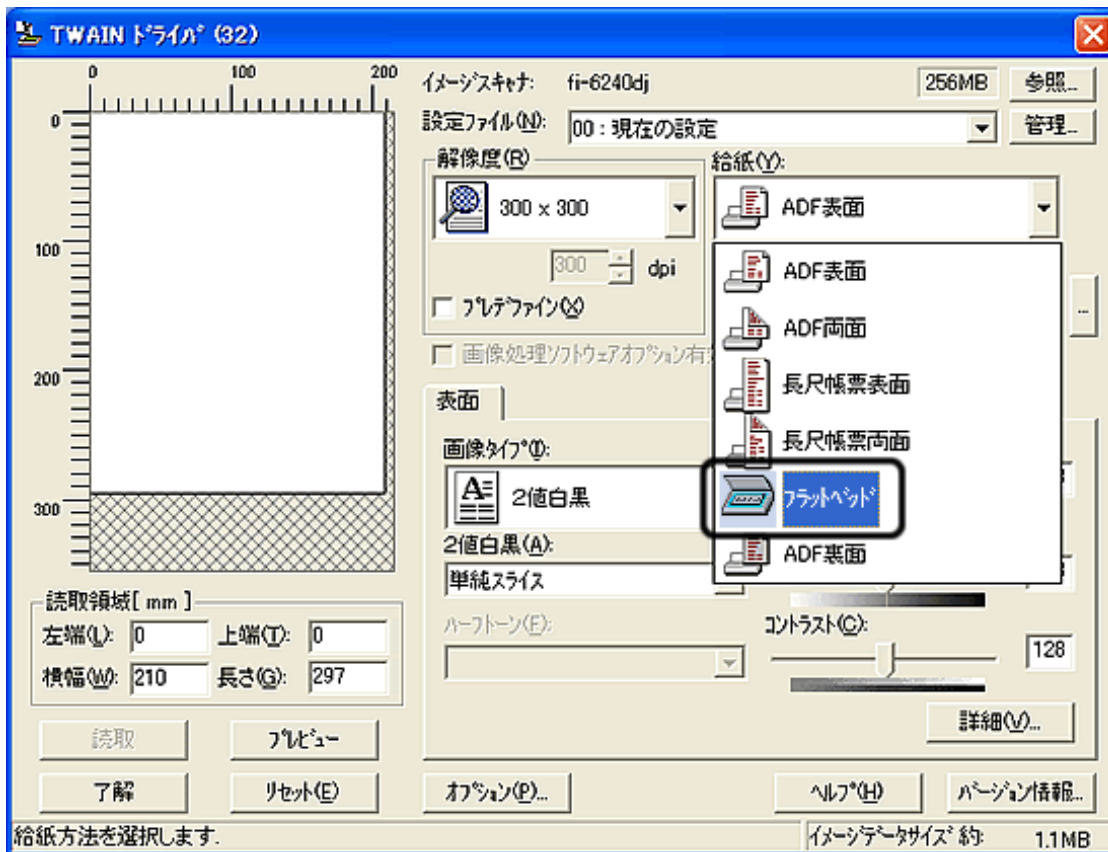 TWAIN ドライバ (32)
0 100 200
イメージスキャナ: fi-6240dj 256MB 参照...
設定ファイル(N): 00 : 現在の設定 管理...
0
解像度(R) 給紙(Y):
300 x 300 ADF表面
100
300 dpi
ADF表面
プレデファイン(X)
ADF両面
...
画像処理ソフトウェアオプション有
200
長尺帳票表面
表面
長尺帳票両面
画像タイプ(I):
2値白黒 フラットベッド
300
2値白黒(A): ADF裏面
単純スライス
読取領域[ mm ]
左端(L): 0 上端(T): 0
ハーフトーン(F): コントラスト(C):
128
横幅(W): 210 長さ(G): 297
詳細(V)...
読取 プレビュー
了解 リセット(E) オプション(P)... ヘルプ(H) バージョン情報...
給紙方法を選択します. イメージデータサイズ 約: 1.1MB